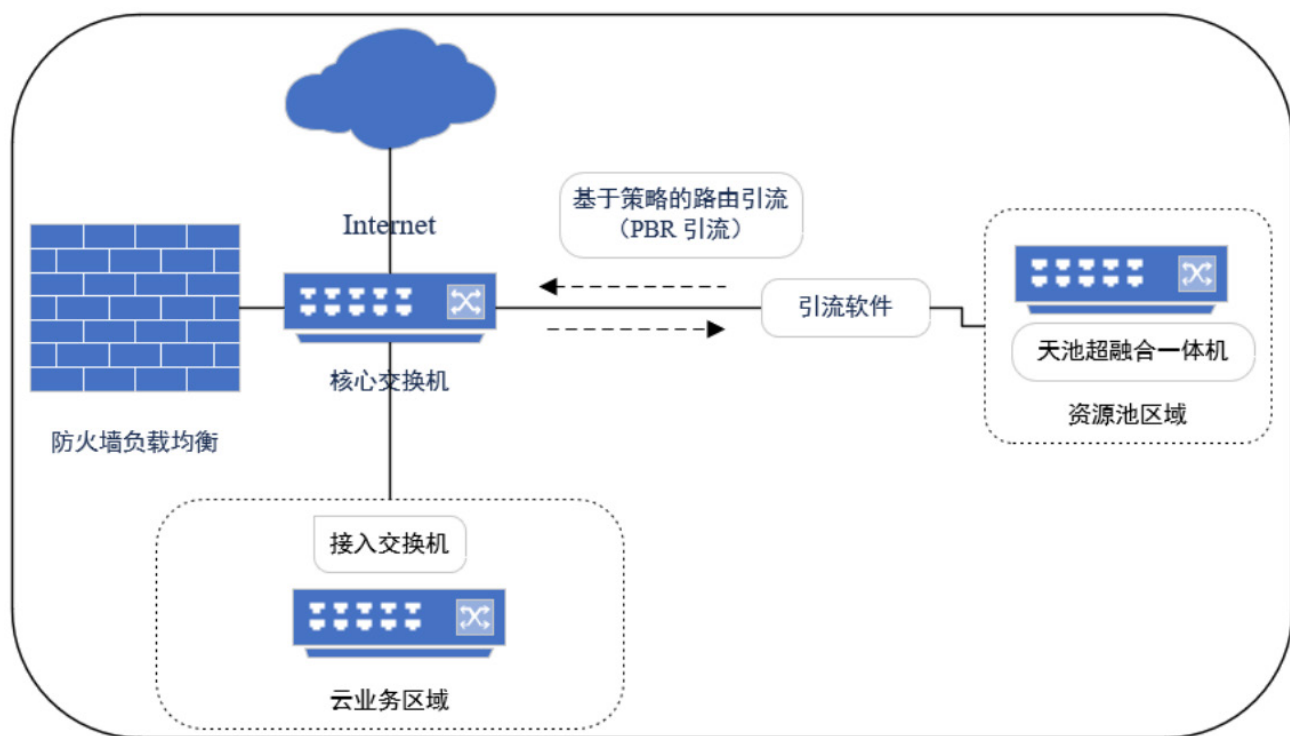 基于策略的路由引流
（PBR 引流）
Internet
引流软件
天池超融合一体机
核心交换机
资源池区域
防火墙负载均衡
接入交换机
云业务区域